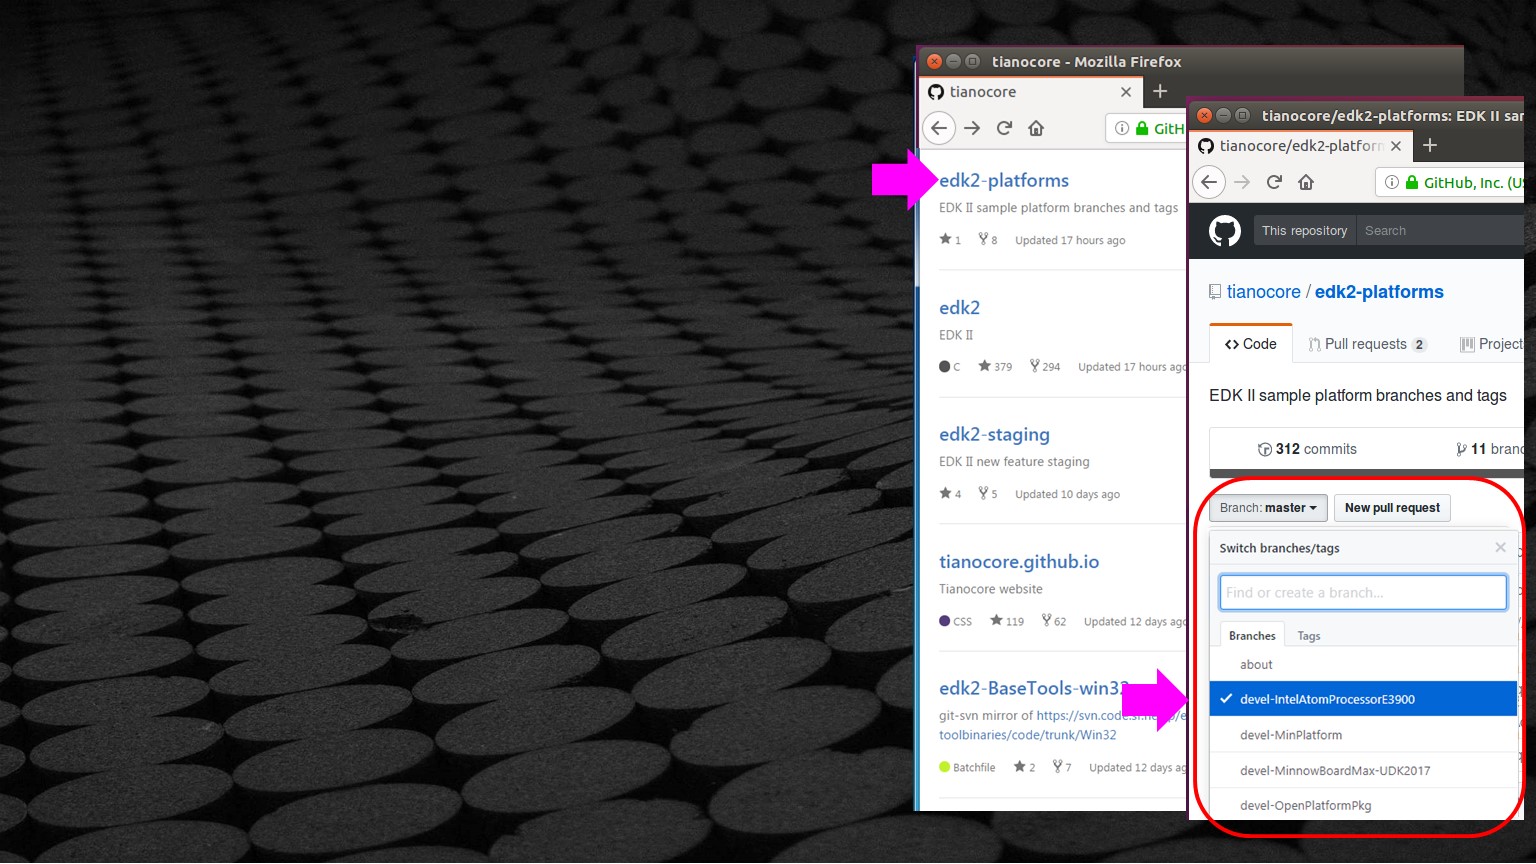 tianocore - Mozilla Firefox
tianocore
GitH
edk2-platforms
EDK II sample platform branches and tags
1 8 Updated 17 hours ago
edk2
EDK II
C 379 294 Updated 17 hours ago
edk2-staging
EDK II new feature staging
4 5 Updated 10 days ago
tianocore.github.io
Tianocore website
CSS 119 62 Updated 12 days ago
edk2-BaseTools-win32
git-svn mirror of
toolbinaries/code/trunk/Win32
Batchfile 2 7 Updated 12 days ag
tianocore/edk2-platforms: EDK II sam
tianocore/edk2-platform
GitHub, Inc. (US
This repository Search
tianocore / edk2-platforms
Code Pull requests 2 Project
EDK II sample platform branches and tags
312 commits 11 branc
Branch: master New pull request
Switch branches/tags
Find or create a branch...
Branches Tags
about
devel-IntelAtomProcessorE3900
devel-MinPlatform
devel-MinnowBoardMax-UDK2017
devel-OpenPlatformPkg